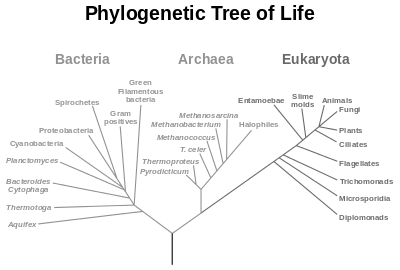 Phylogenetic Tree of Life
Bacteria
Archaea
Eukaryota
Green
Filamentous
bacteria
Spirochetes
Gram
positives
Proteobacteria
Cyanobacteria
Planctomyces
Bacteroides
Cytophaga
Thermotoga
Aquifex
Methanosarcina
Methanobacterium
Halophiles
Methanococcus
T. celer
Thermoproteus
Pyrodicticum
Entamoebae
Slime
molds
Animals
Fungi
Plants
Ciliates
Flagellates
Trichomonads
Microsporidia
Diplomonads